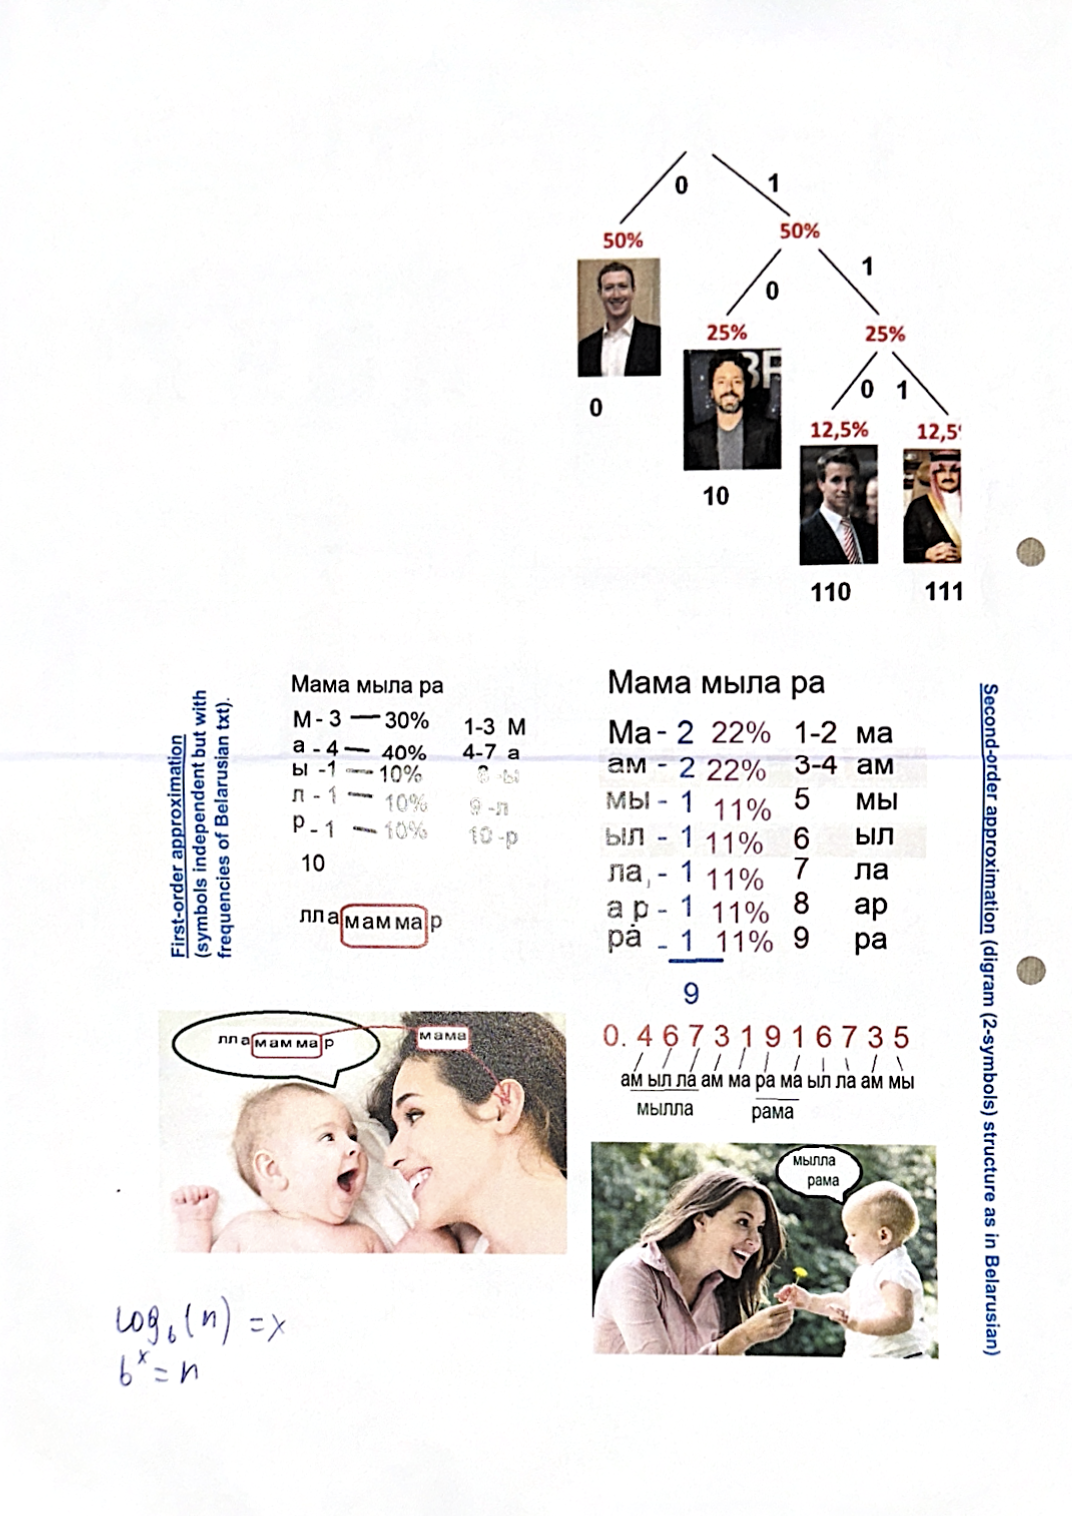 0 1
50% 50%
0 1
25% 25%
0
0 1
12,5% 12,5
10
110 111
First-order approximation
(symbols independent but with
frequencies of Belarusian txt).
Мама мыла ра
М - 3 — 30% 1-3 М
а - 4 — 40% 4-7 а
ы -1 — 10% 8 -ы
л - 1 — 10% 9 -л
Р - 1 — 10% 10 -р
10
лла мам ма р
Мама мыла ра
Ма - 2 22% 1-2 ма
ам - 2 22% 3-4 ам
мы - 1 11% 5 мы
ыл - 1 11% 6 ыл
ла, - 1 11% 7 ла
а р - 1 11% 8 ар
ра - 1 11% 9 ра
9
0. 4 6 7 3 1 9 1 6 7 3 5
ам ыл ла ам ма ра ма ыл ла ам мы
мылла рама
Second-order approximation (digram (2-symbols) structure as in Belarusian)
лла мам ма р
мама
мылла
рама
log_b(n) = x
b^x = n